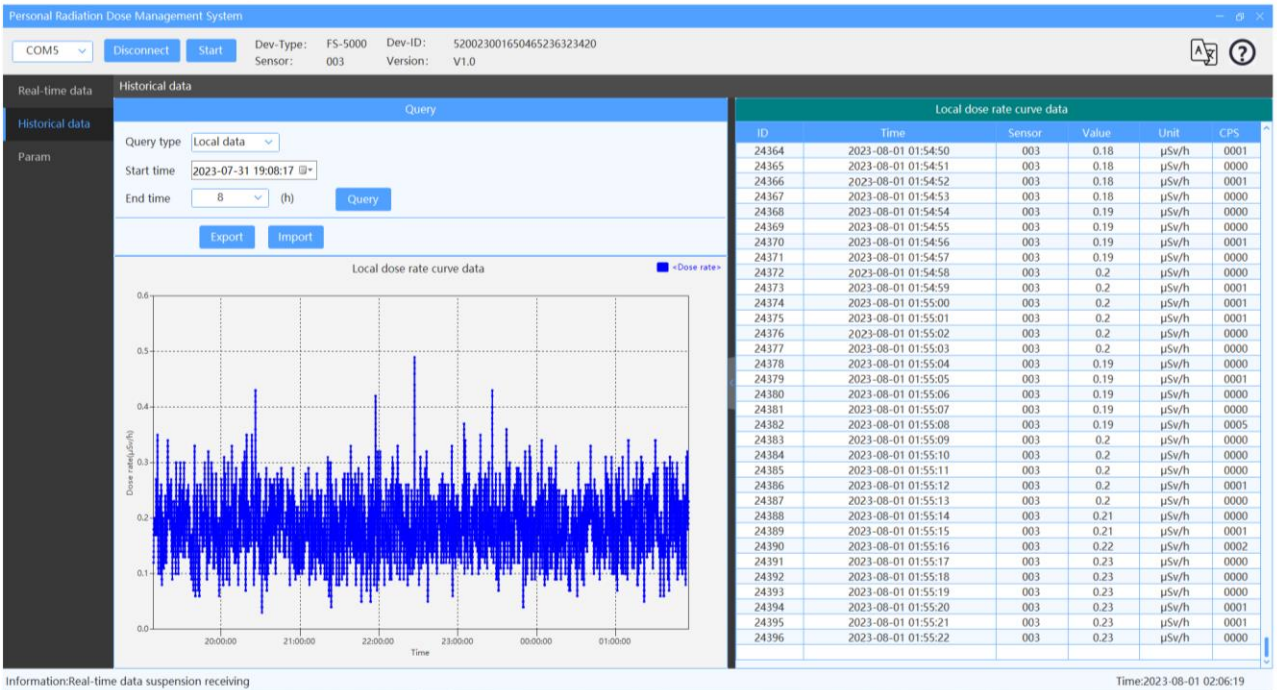 Personal Radiation Dose Management System
COM5 Disconnect Start Dev-Type: FS-5000 Dev-ID: 520023001650465236323420
Sensor: 003 Version: V1.0
Real-time data
Historical data
Param
Historical data
Query
Query type Local data
Start time 2023-07-31 19:08:17
End time 8 (h) Query
Export Import
Local dose rate curve data
<Dose rate>
Dose rate(μSv/h)
0.6
0.5
0.4
0.3
0.2
0.1
0.0
20:00:00 21:00:00 22:00:00 23:00:00 00:00:00 01:00:00
Time
Local dose rate curve data
ID Time Sensor Value Unit CPS
24364 2023-08-01 01:54:50 003 0.18 μSv/h 0001
24365 2023-08-01 01:54:51 003 0.18 μSv/h 0000
24366 2023-08-01 01:54:52 003 0.18 μSv/h 0001
24367 2023-08-01 01:54:53 003 0.18 μSv/h 0000
24368 2023-08-01 01:54:54 003 0.19 μSv/h 0000
24369 2023-08-01 01:54:55 003 0.19 μSv/h 0000
24370 2023-08-01 01:54:56 003 0.19 μSv/h 0001
24371 2023-08-01 01:54:57 003 0.19 μSv/h 0000
24372 2023-08-01 01:54:58 003 0.2 μSv/h 0000
24373 2023-08-01 01:54:59 003 0.2 μSv/h 0001
24374 2023-08-01 01:55:00 003 0.2 μSv/h 0001
24375 2023-08-01 01:55:01 003 0.2 μSv/h 0001
24376 2023-08-01 01:55:02 003 0.2 μSv/h 0000
24377 2023-08-01 01:55:03 003 0.2 μSv/h 0000
24378 2023-08-01 01:55:04 003 0.19 μSv/h 0000
24379 2023-08-01 01:55:05 003 0.19 μSv/h 0001
24380 2023-08-01 01:55:06 003 0.19 μSv/h 0000
24381 2023-08-01 01:55:07 003 0.19 μSv/h 0000
24382 2023-08-01 01:55:08 003 0.19 μSv/h 0005
24383 2023-08-01 01:55:09 003 0.2 μSv/h 0000
24384 2023-08-01 01:55:10 003 0.2 μSv/h 0000
24385 2023-08-01 01:55:11 003 0.2 μSv/h 0000
24386 2023-08-01 01:55:12 003 0.2 μSv/h 0001
24387 2023-08-01 01:55:13 003 0.2 μSv/h 0000
24388 2023-08-01 01:55:14 003 0.21 μSv/h 0000
24389 2023-08-01 01:55:15 003 0.21 μSv/h 0001
24390 2023-08-01 01:55:16 003 0.22 μSv/h 0002
24391 2023-08-01 01:55:17 003 0.23 μSv/h 0000
24392 2023-08-01 01:55:18 003 0.23 μSv/h 0000
24393 2023-08-01 01:55:19 003 0.23 μSv/h 0000
24394 2023-08-01 01:55:20 003 0.23 μSv/h 0001
24395 2023-08-01 01:55:21 003 0.23 μSv/h 0001
24396 2023-08-01 01:55:22 003 0.23 μSv/h 0000
Information:Real-time data suspension receiving Time:2023-08-01 02:06:19